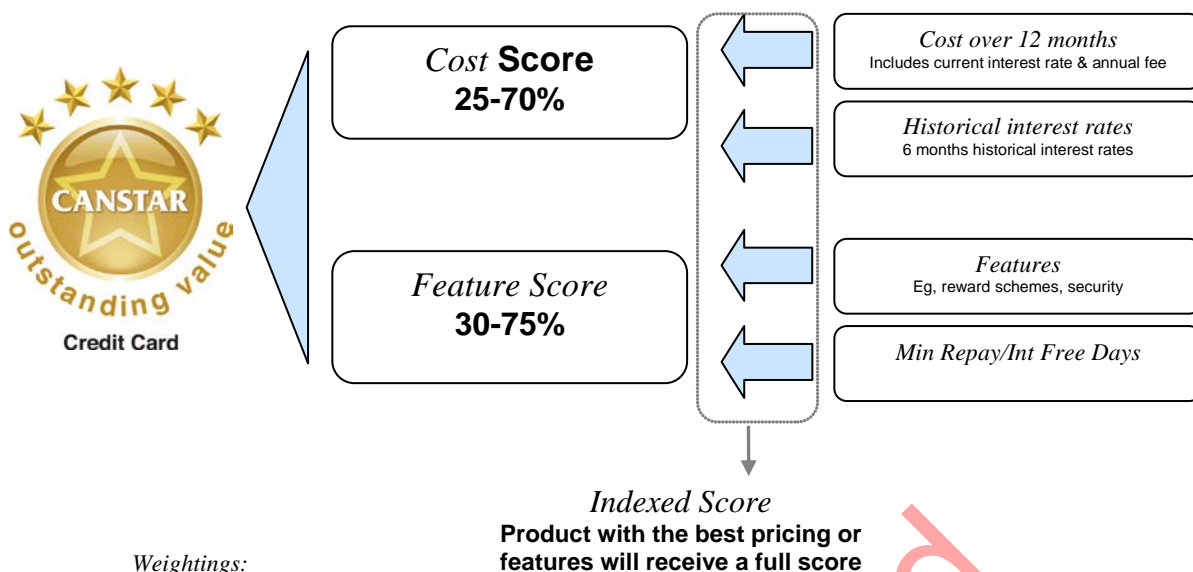 CANSTAR
outstanding value
Credit Card
Cost Score
25-70%
Feature Score
30-75%
Cost over 12 months
Includes current interest rate & annual fee
Historical interest rates
6 months historical interest rates
Features
Eg, reward schemes, security
Min Repay/Int Free Days
Indexed Score
Product with the best pricing or
features will receive a full score
Weightings: